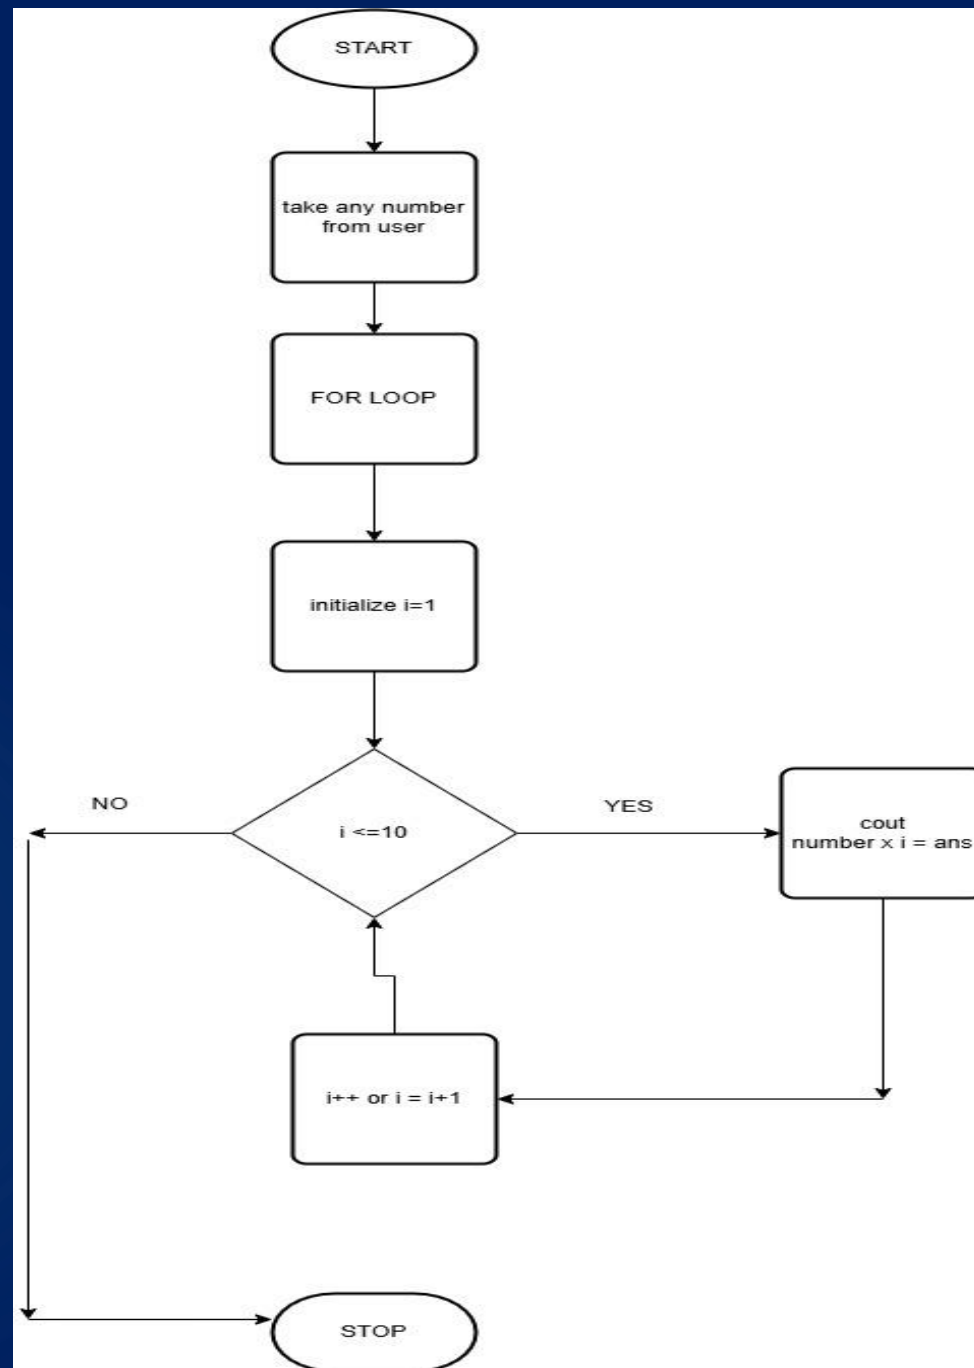 START
take any number
from user
FOR LOOP
initialize i=1
i <=10
NO
YES
cout
number x i = ans
i++ or i = i+1
STOP